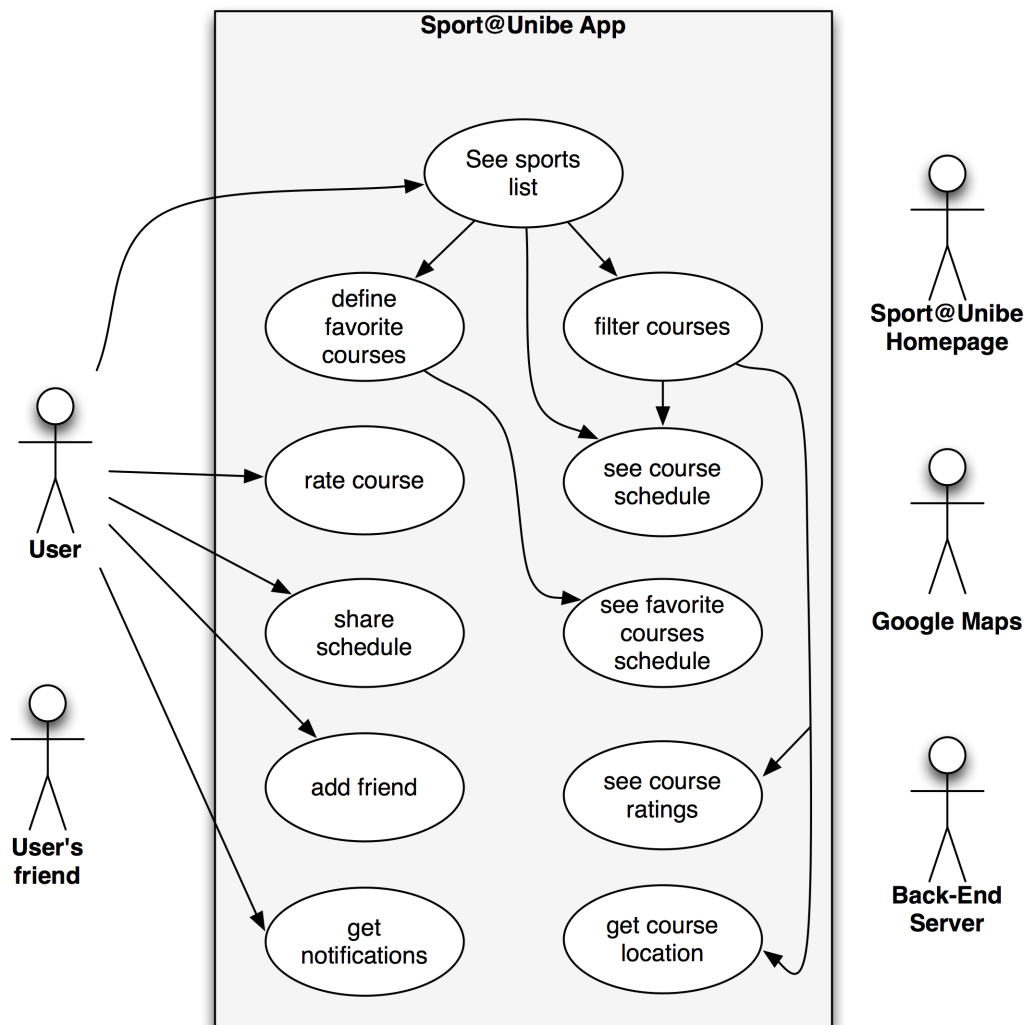 Sport@Unibe App
See sports
list
define
favorite
courses
filter courses
Sport@Unibe
Homepage
rate course
see course
schedule
User
share
schedule
see favorite
courses
schedule
Google Maps
add friend
see course
ratings
User's
friend
get
notifications
get course
location
Back-End
Server